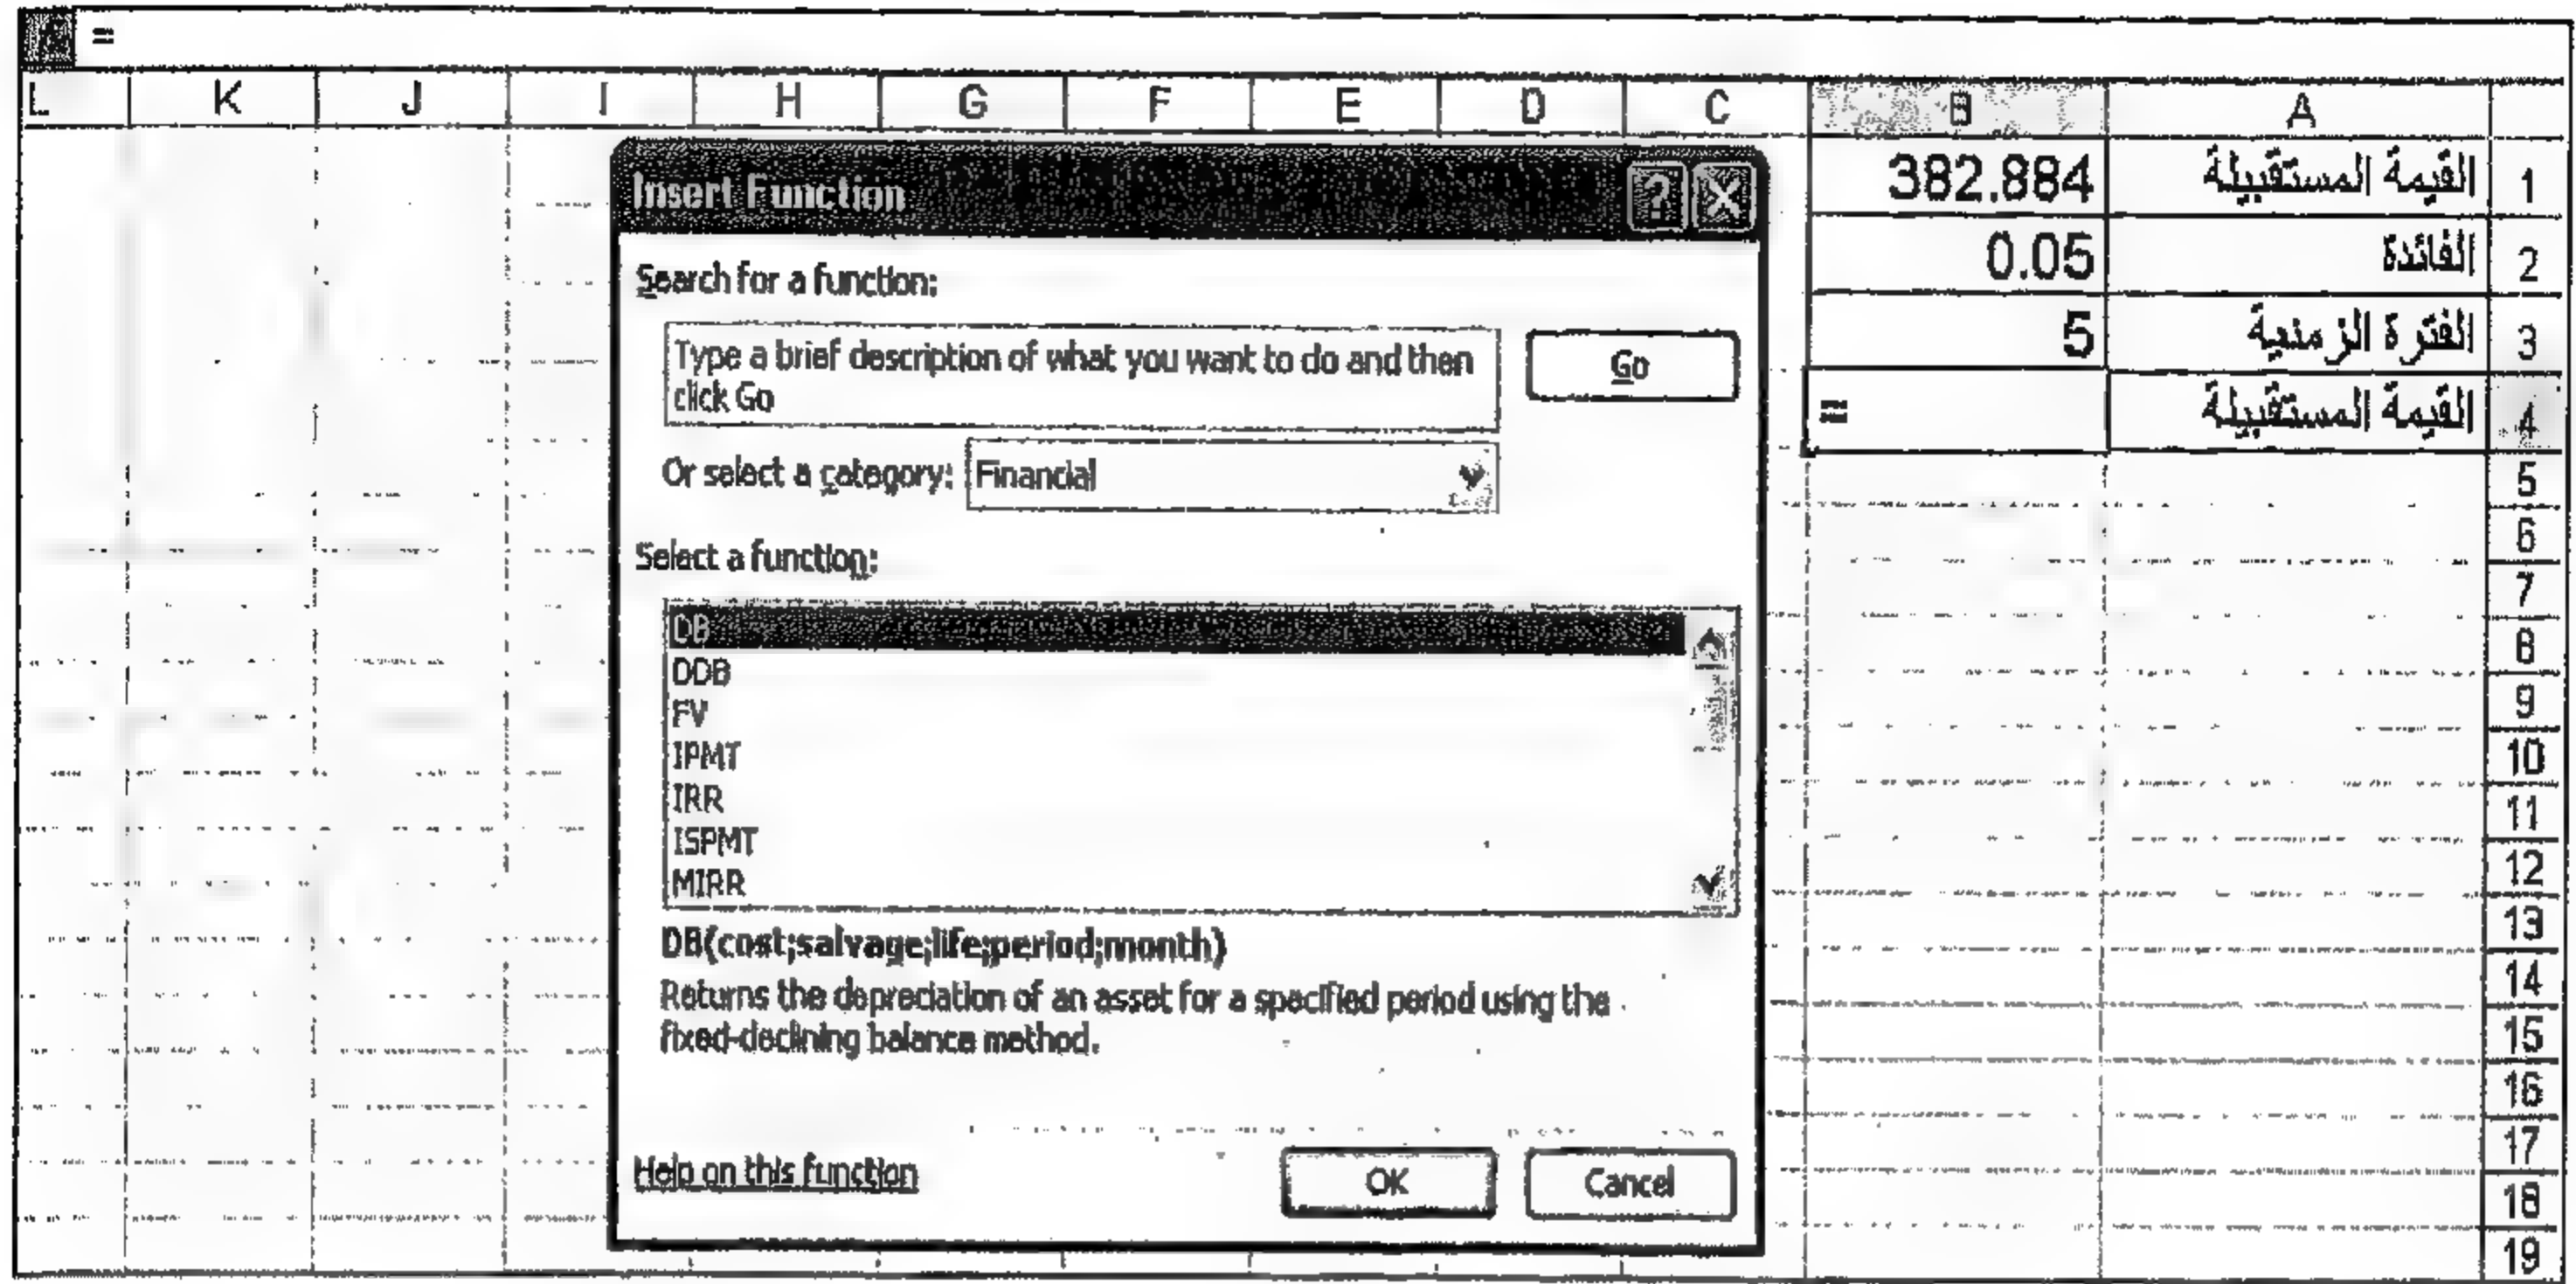 =
L K J I H G F E D C B A
382.884 القيمة المستقبيلة 1
0.05 الفائدة 2
5 الفترة الزمنية 3
= القيمة المستقبيلة 4
5
6
7
8
9
10
11
12
13
14
15
16
17
18
19
Insert Function
Search for a function:
Type a brief description of what you want to do and then
click Go
Go
Or select a category: Financial
Select a function:
DB
DDB
FV
IPMT
IRR
ISPMT
MIRR
DB(cost;salvage;life;period;month)
Returns the depreciation of an asset for a specified period using the
fixed-declining balance method.
Help on this function
OK
Cancel